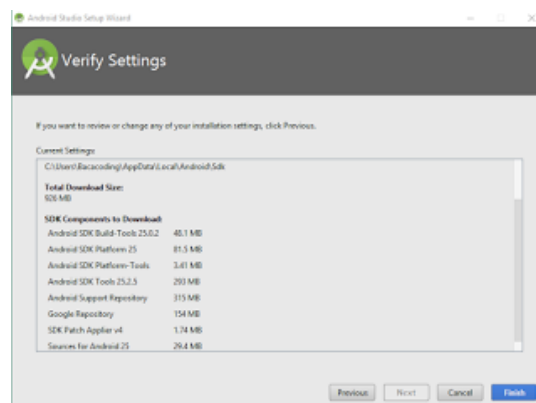 Android Studio Setup Wizard
Verify Settings
If you want to review or change any of your installation settings, click Previous.
Current Settings:
C:\Users\Bacacoding\AppData\Local\Android\Sdk
Total Download Size:
926 MB
SDK Components to Download:
Android SDK Build-Tools 25.0.2 48.1 MB
Android SDK Platform 25 81.5 MB
Android SDK Platform-Tools 3.41 MB
Android SDK Tools 25.2.5 293 MB
Android Support Repository 315 MB
Google Repository 154 MB
SDK Patch Applier v4 1.74 MB
Sources for Android 25 29.4 MB
Previous Next Cancel Finish